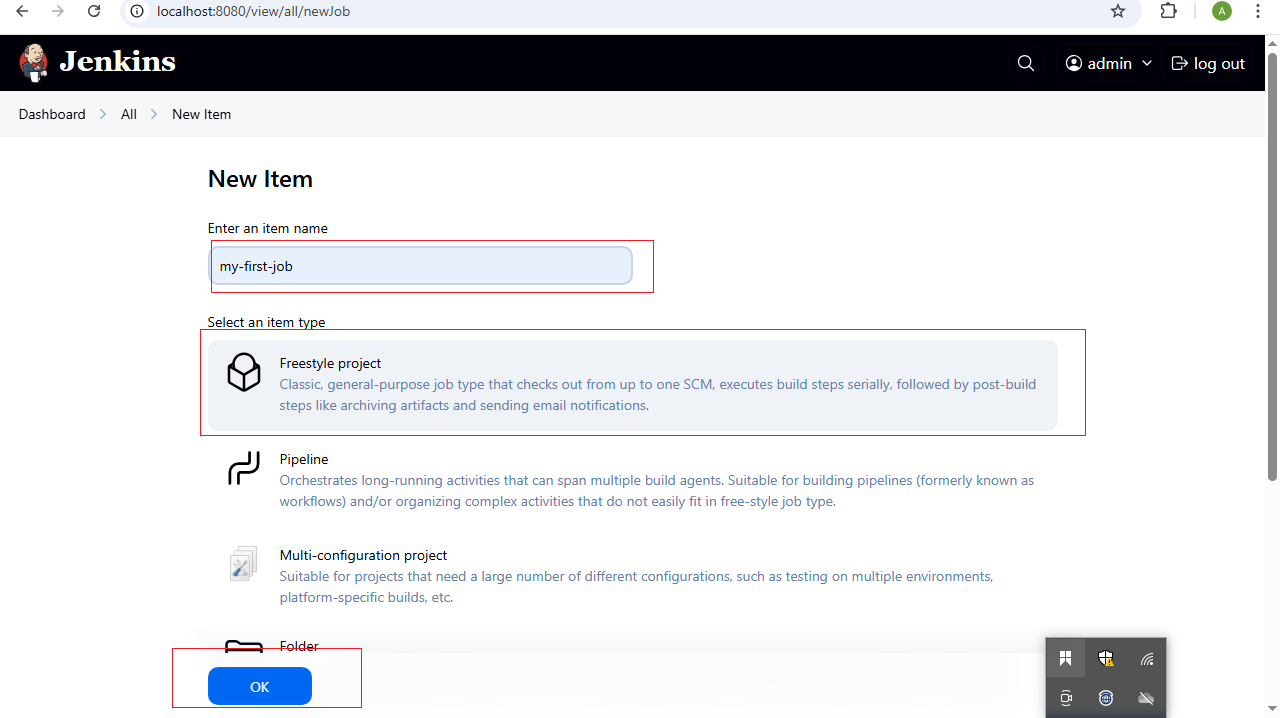 localhost:8080/view/all/newJob
A
Jenkins
admin
log out
Dashboard
All
New Item
New Item
Enter an item name
my-first-job
Select an item type
Freestyle project
Classic, general-purpose job type that checks out from up to one SCM, executes build steps serially, followed by post-build
steps like archiving artifacts and sending email notifications.
Pipeline
Orchestrates long-running activities that can span multiple build agents. Suitable for building pipelines (formerly known as
workflows) and/or organizing complex activities that do not easily fit in free-style job type.
Multi-configuration project
Suitable for projects that need a large number of different configurations, such as testing on multiple environments,
platform-specific builds, etc.
Folder
OK